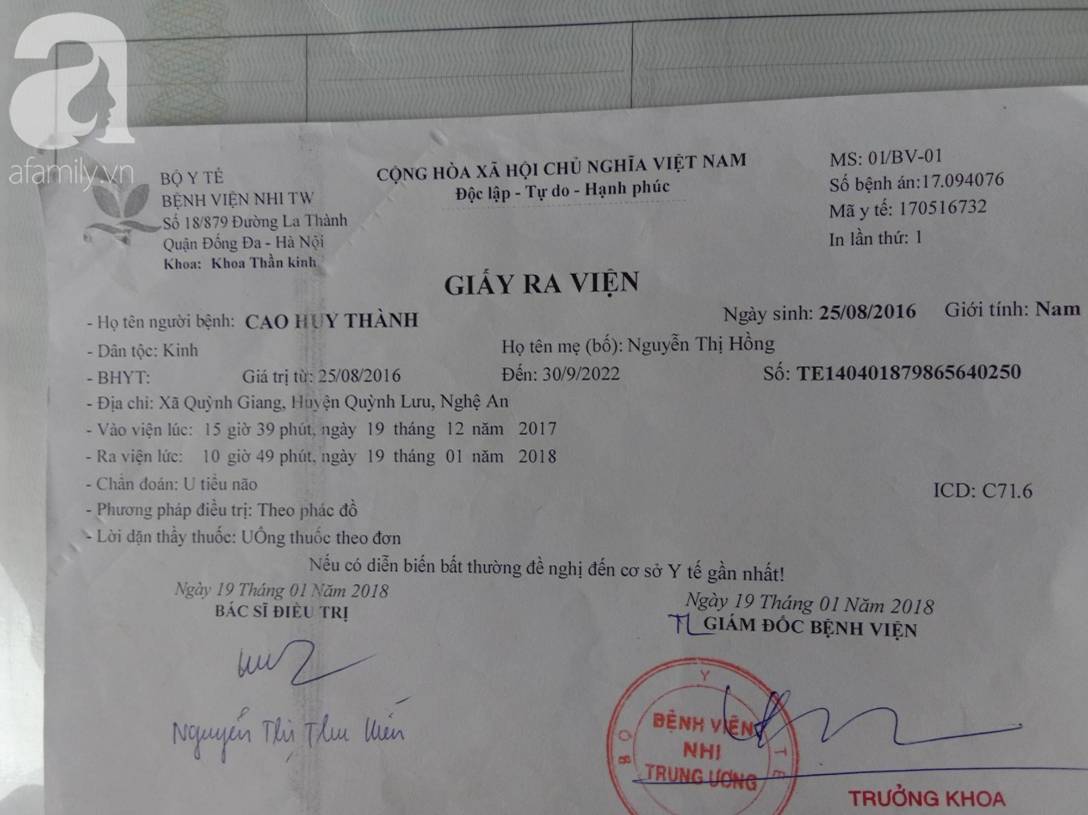 a
afamily.vn
BỘ Y TẾ
BỆNH VIỆN NHI TW
Số 18/879 Đường La Thành
Quận Đống Đa - Hà Nội
Khoa: Khoa Thần kinh
CỘNG HÒA XÃ HỘI CHỦ NGHĨA VIỆT NAM
Độc lập - Tự do - Hạnh phúc
MS: 01/BV-01
Số bệnh án:17.094076
Mã y tế: 170516732
In lần thứ: 1
GIẤY RA VIỆN
- Họ tên người bệnh: CAO HUY THÀNH Ngày sinh: 25/08/2016 Giới tính: Nam
- Dân tộc: Kinh Họ tên mẹ (bố): Nguyễn Thị Hồng
- BHYT: Giá trị từ: 25/08/2016 Đến: 30/9/2022 Số: TE140401879865640250
- Địa chỉ: Xã Quỳnh Giang, Huyện Quỳnh Lưu, Nghệ An
- Vào viện lúc: 15 giờ 39 phút, ngày 19 tháng 12 năm 2017
- Ra viện lức: 10 giờ 49 phút, ngày 19 tháng 01 năm 2018
- Chẩn đoán: U tiểu não ICD: C71.6
- Phương pháp điều trị: Theo phác đồ
- Lời dặn thầy thuốc: UỐng thuốc theo đơn
Nếu có diễn biến bất thường đề nghị đến cơ sở Y tế gần nhất!
Ngày 19 Tháng 01 Năm 2018
BÁC SĨ ĐIỀU TRỊ
Nguyễn Thị Thu Hiền
Ngày 19 Tháng 01 Năm 2018
TL GIÁM ĐỐC BỆNH VIỆN
BỘ Y TẾ
BỆNH VIỆN
NHI
TRUNG ƯƠNG
TRƯỞNG KHOA